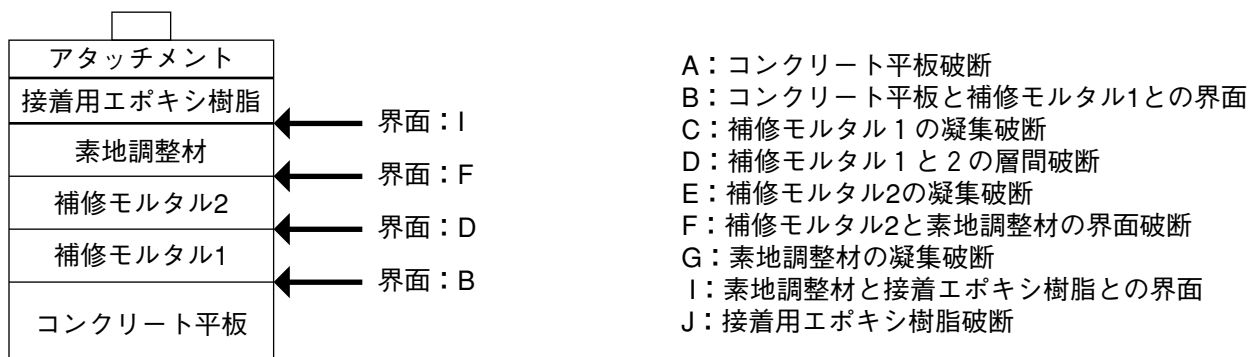 アタッチメント
接着用エポキシ樹脂
素地調整材
補修モルタル2
補修モルタル1
コンクリート平板
界面：I
界面：F
界面：D
界面：B
A：コンクリート平板破断
B：コンクリート平板と補修モルタル1との界面
C：補修モルタル１の凝集破断
D：補修モルタル１と２の層間破断
E：補修モルタル2の凝集破断
F：補修モルタル2と素地調整材の界面破断
G：素地調整材の凝集破断
I：素地調整材と接着エポキシ樹脂との界面
J：接着用エポキシ樹脂破断